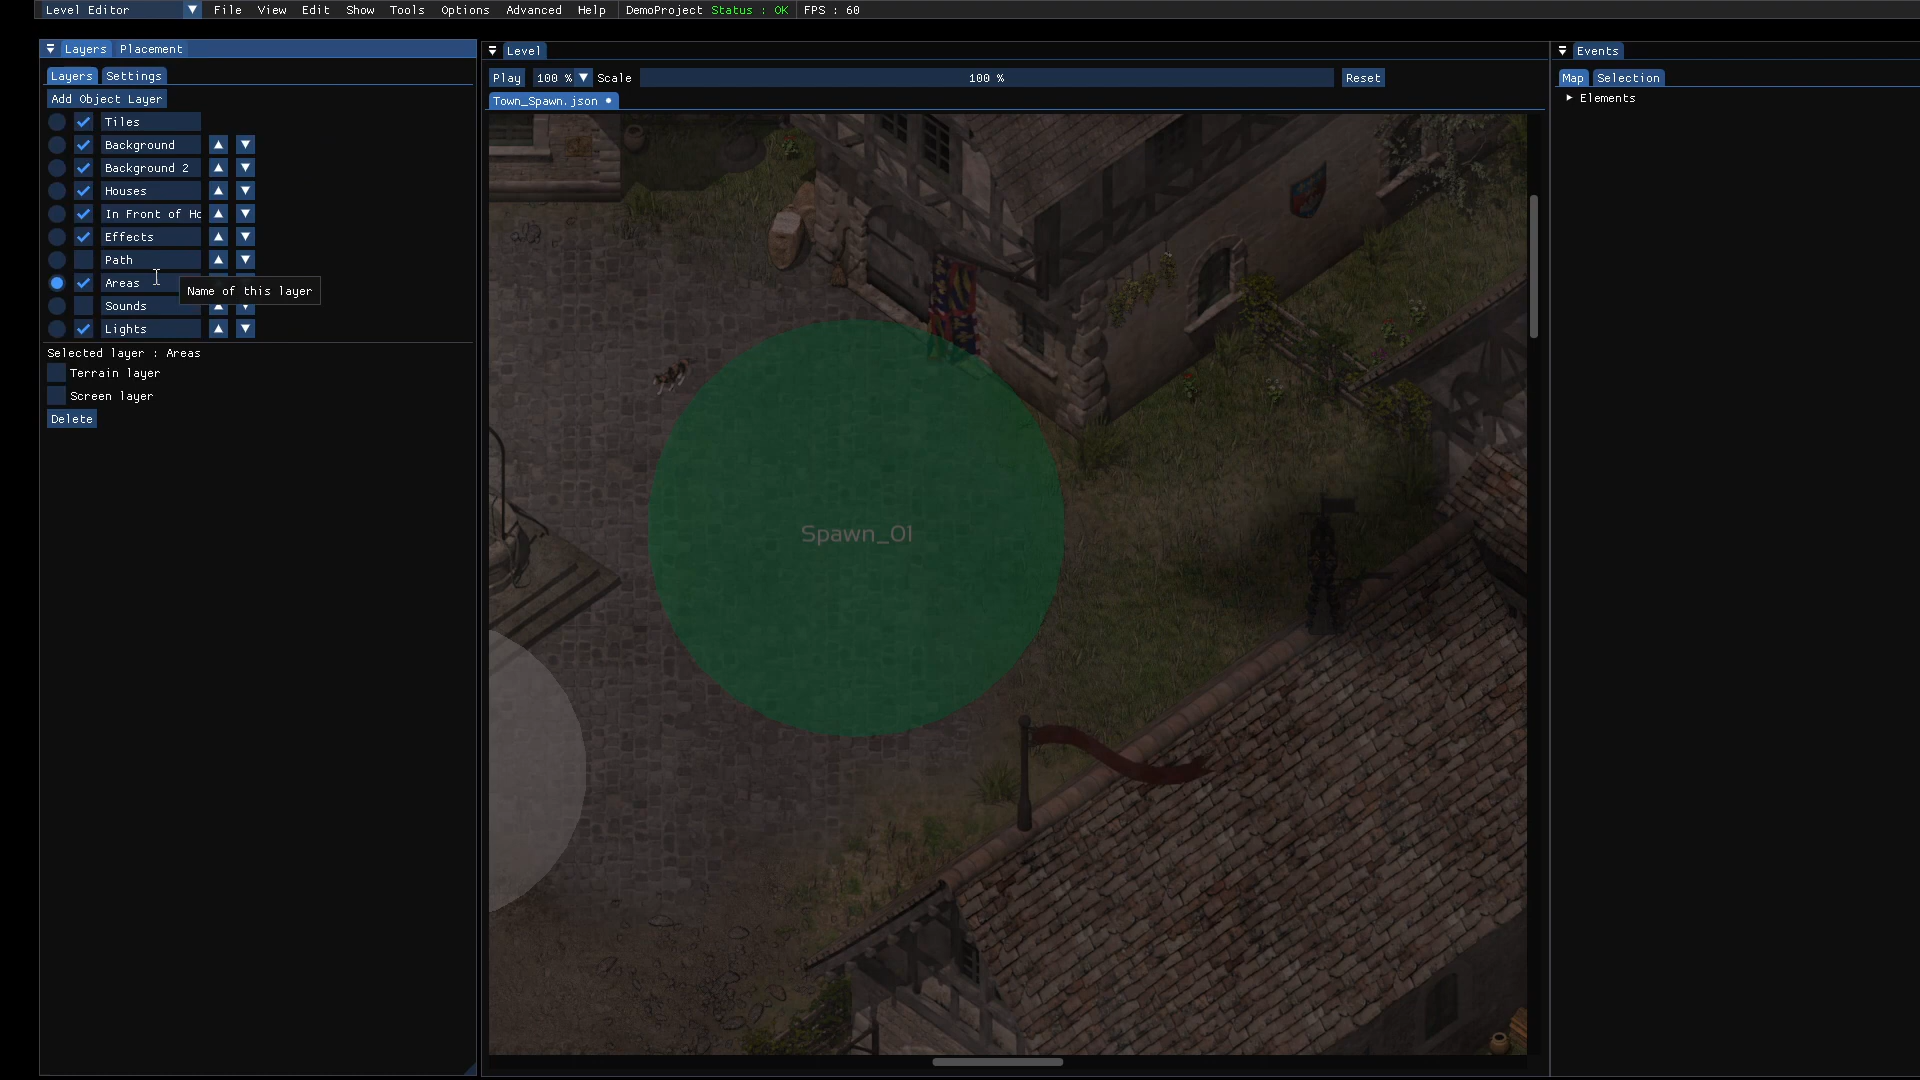 Level Editor File View Edit Show Tools Options Advanced Help DemoProject Status : OK FPS : 60
Layers Placement
Layers Settings
Add Object Layer
Tiles
Background
Background 2
Houses
In Front of Ho
Effects
Path
Areas
Name of this layer
Sounds
Lights
Selected layer : Areas
Terrain layer
Screen layer
Delete
Level
Play 100 % Scale 100 % Reset
Town_Spawn.json
Spawn_01
Events
Map Selection
Elements